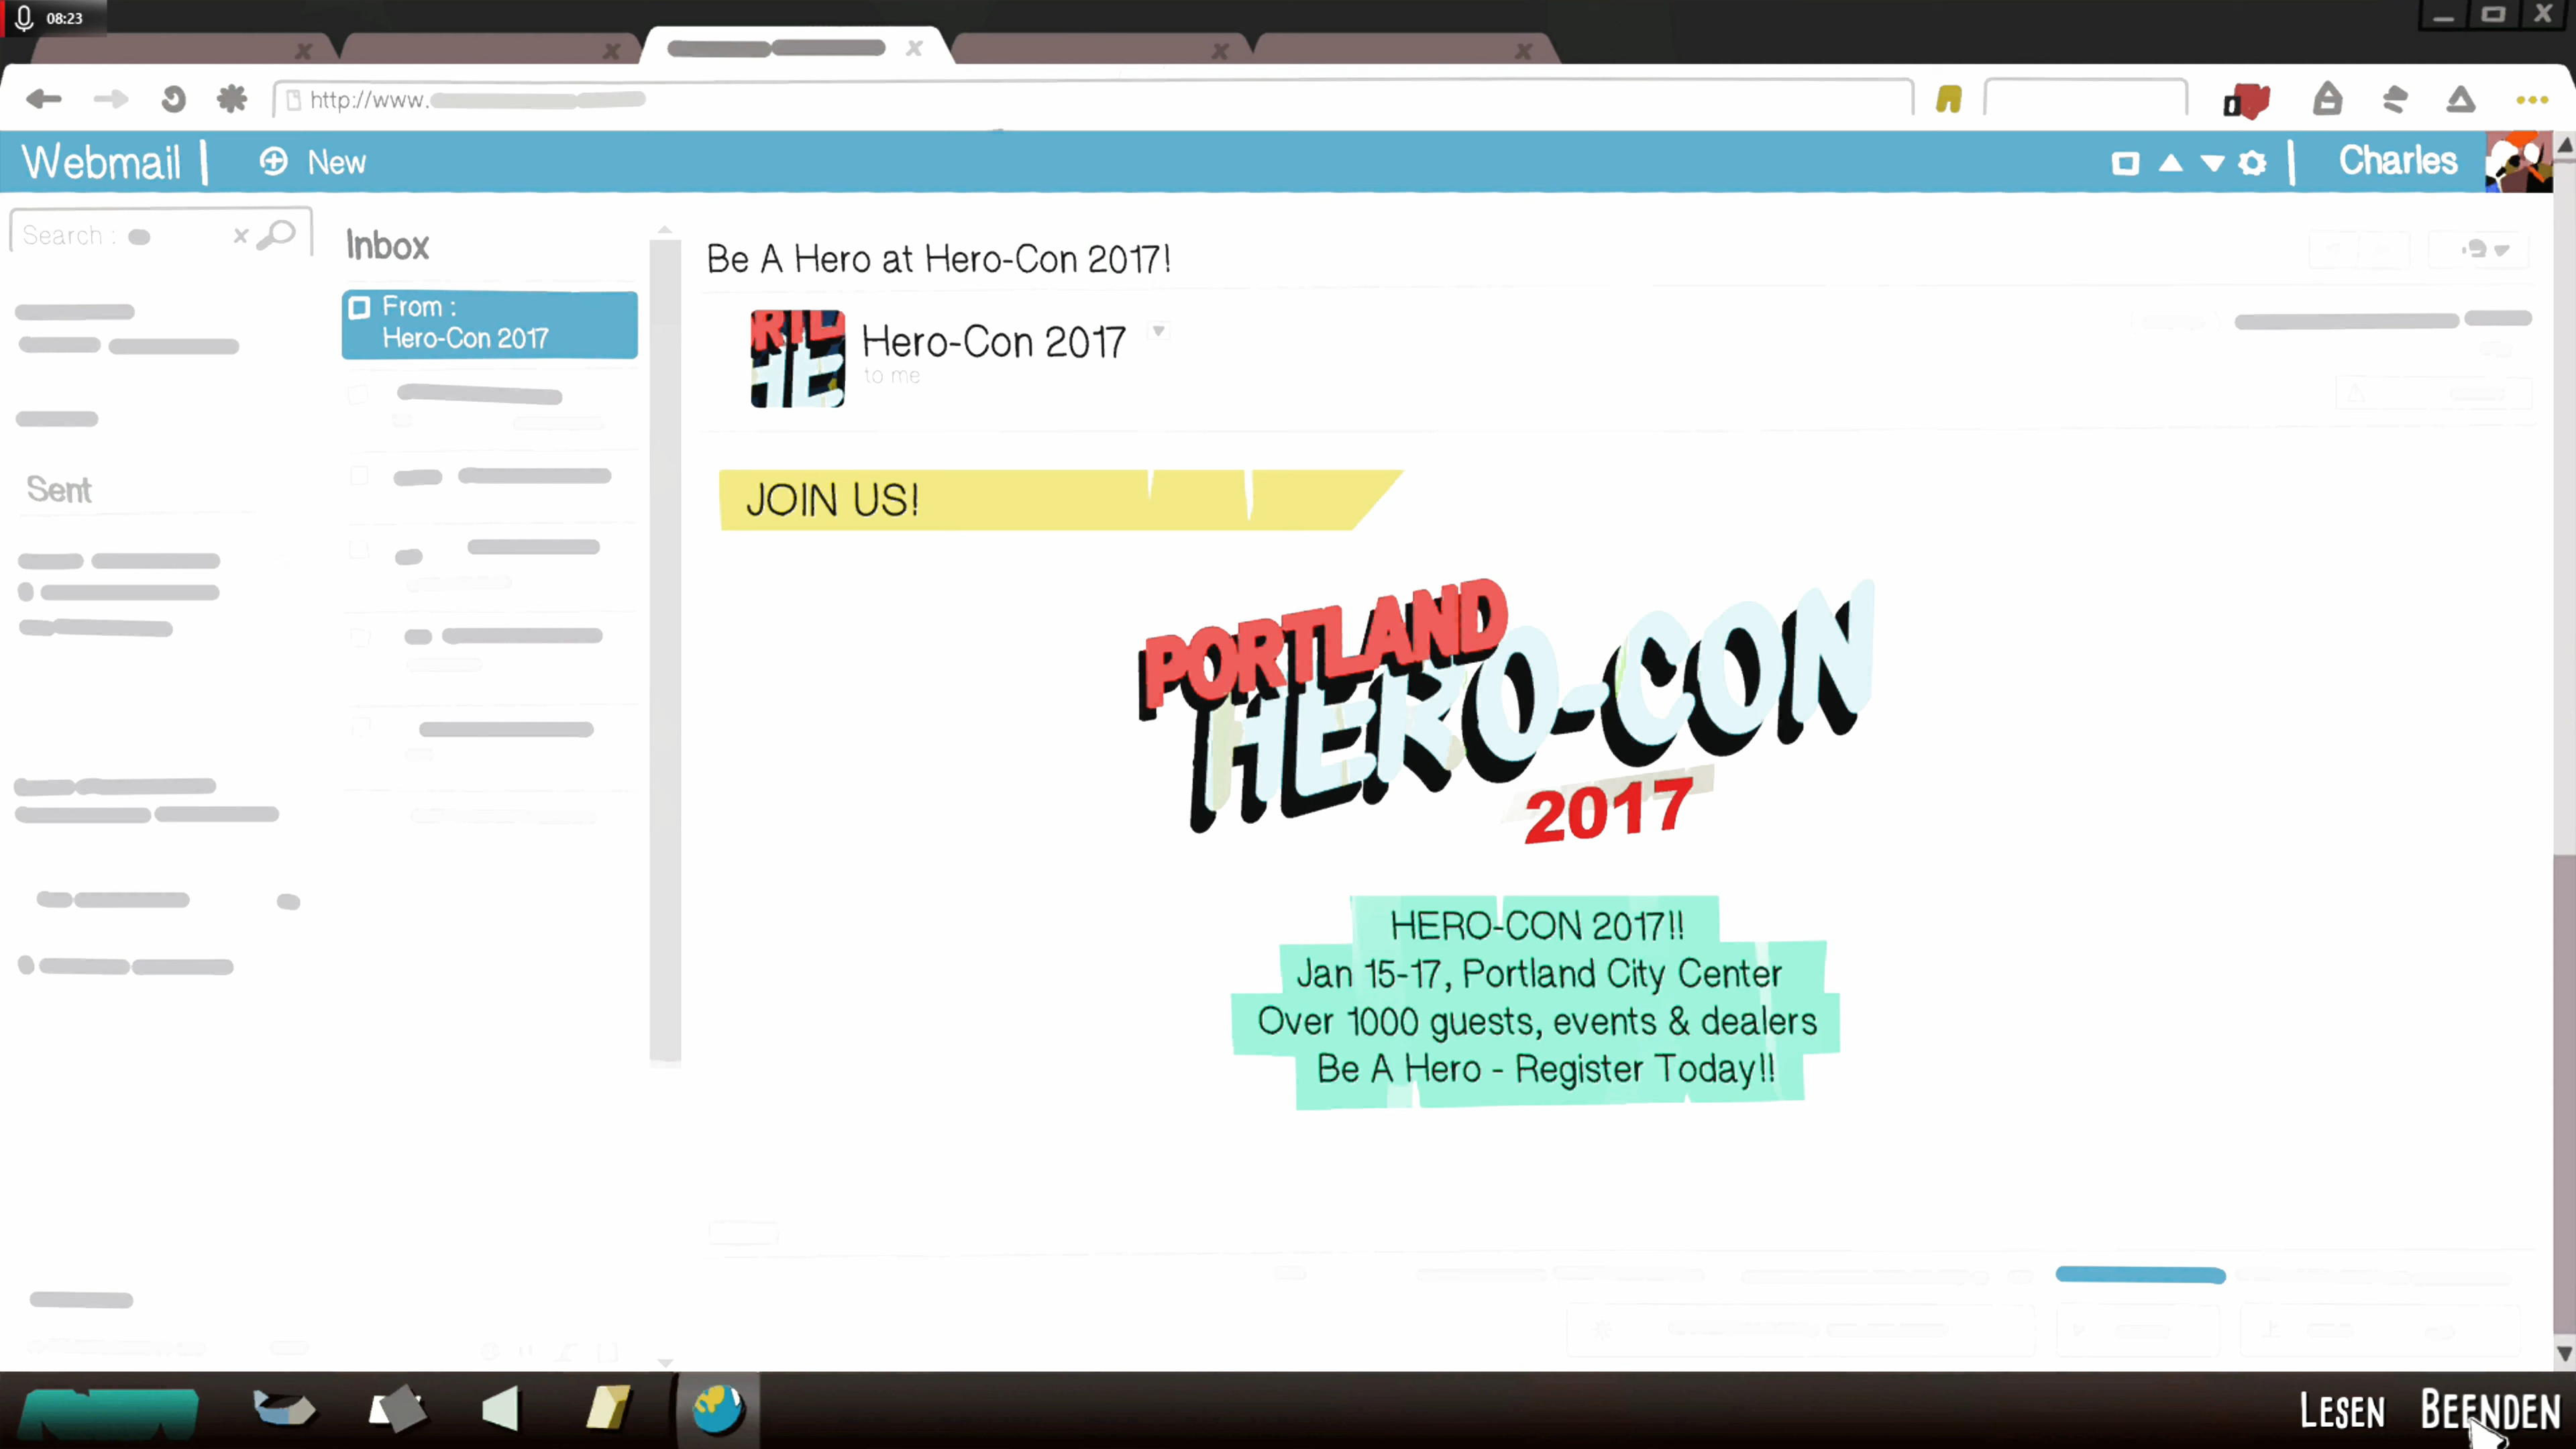 08:23
http://www.
Webmail
New
Charles
Search :
Inbox
From :
Hero-Con 2017
Sent
Be A Hero at Hero-Con 2017!
RTL
HE
Hero-Con 2017
to me
JOIN US!
PORTLAND
HERO-CON
2017
HERO-CON 2017!!
Jan 15-17, Portland City Center
Over 1000 guests, events & dealers
Be A Hero - Register Today!!
LESEN
BEENDEN